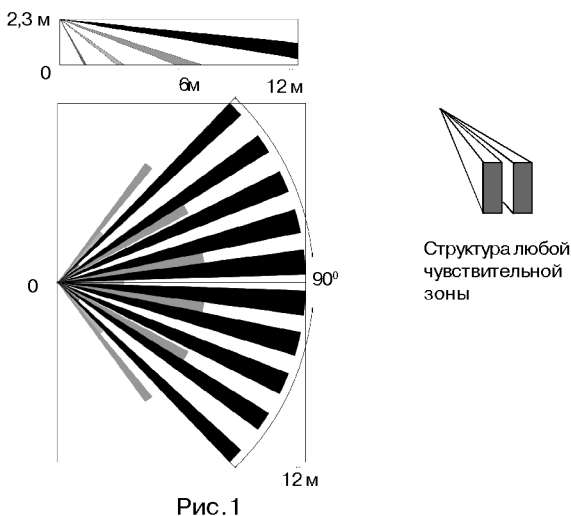 2,3 м
0
6м
12 м
0
90⁰
12 м
Рис.1
Структура любой
чувствительной
зоны